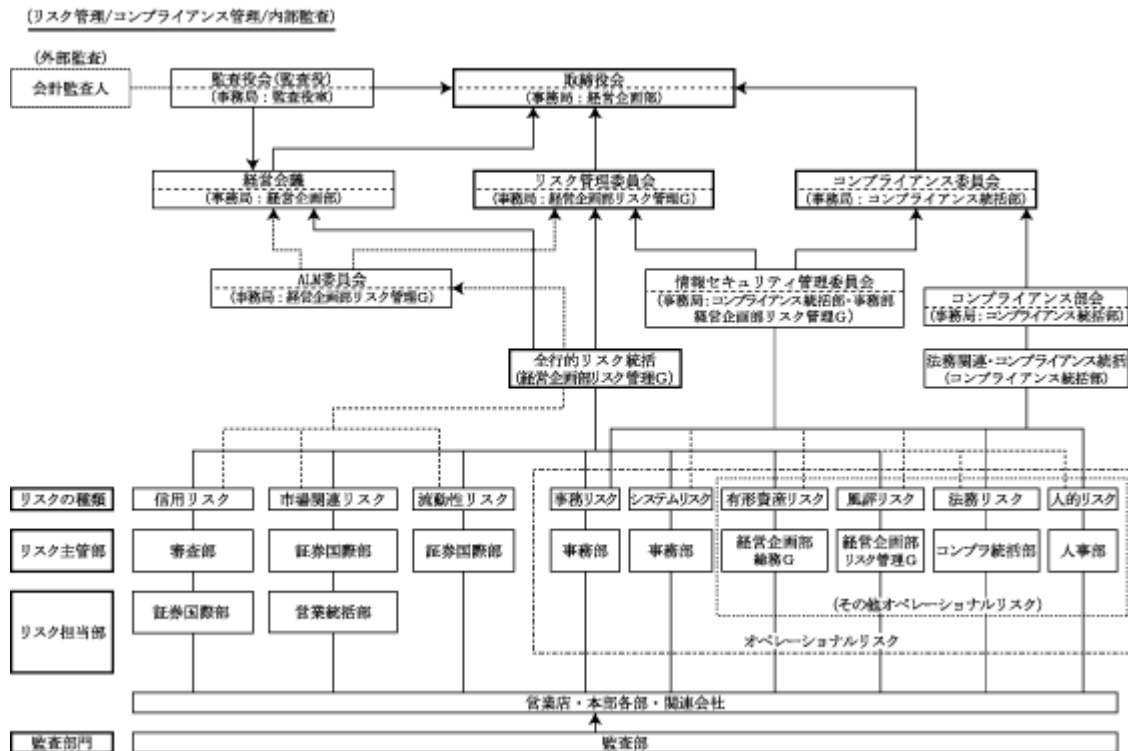 (リスク管理/コンプライアンス管理/内部監査)
(外部監査)
会計監査人
監査役会(監査役)
(事務局：監査役室)
取締役会
(事務局：経営企画部)
経営会議
(事務局：経営企画部)
リスク管理委員会
(事務局：経営企画部リスク管理G)
コンプライアンス委員会
(事務局：コンプライアンス統括部)
ALM委員会
(事務局：経営企画部リスク管理G)
情報セキュリティ管理委員会
(事務局:コンプライアンス統括部・事務部
経営企画部リスク管理G)
コンプライアンス部会
(事務局:コンプライアンス統括部)
全行的リスク統括
(経営企画部リスク管理G)
法務関連・コンプライアンス統括
(コンプライアンス統括部)
リスクの種類
信用リスク
市場関連リスク
流動性リスク
事務リスク
システムリスク
有形資産リスク
風評リスク
法務リスク
人的リスク
リスク主管部
審査部
証券国際部
証券国際部
事務部
事務部
経営企画部
総務G
経営企画部
リスク管理G
コンプラ統括部
人事部
リスク担当部
証券国際部
営業統括部
(その他オペレーショナルリスク)
オペレーショナルリスク
営業店・本部各部・関連会社
監査部門
監査部